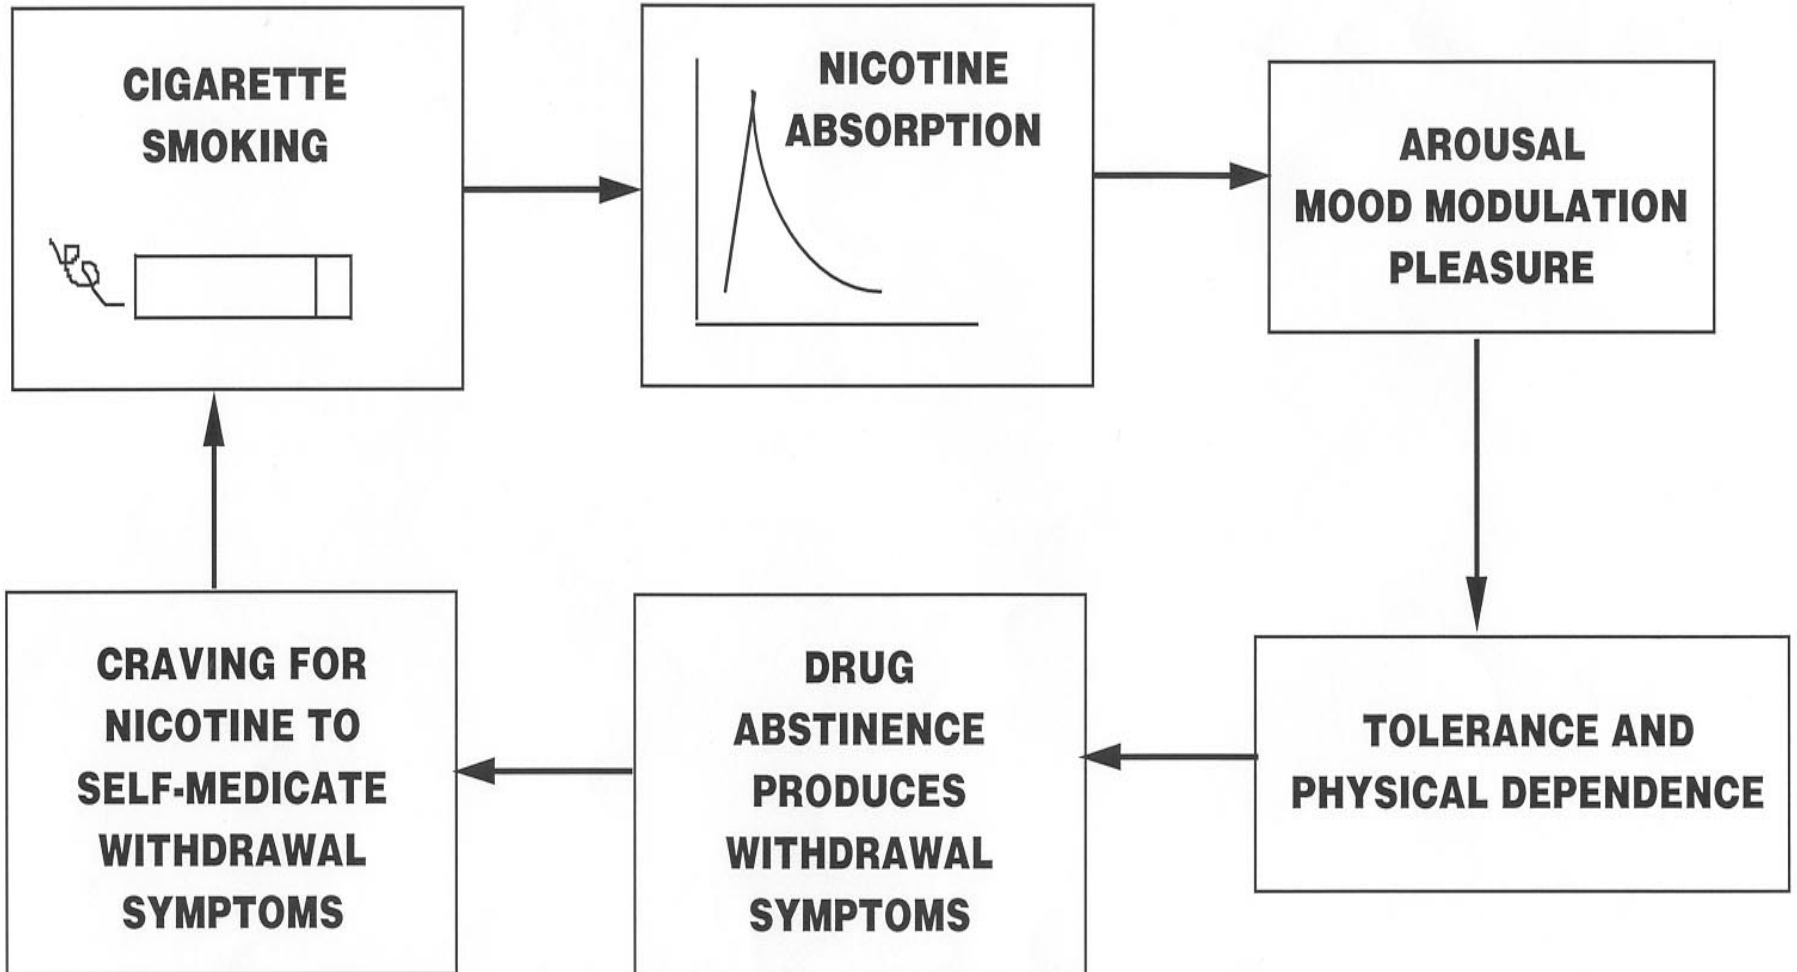 CIGARETTE
SMOKING
NICOTINE
ABSORPTION
AROUSAL
MOOD MODULATION
PLEASURE
TOLERANCE AND
PHYSICAL DEPENDENCE
DRUG
ABSTINENCE
PRODUCES
WITHDRAWAL
SYMPTOMS
CRAVING FOR
NICOTINE TO
SELF-MEDICATE
WITHDRAWAL
SYMPTOMS